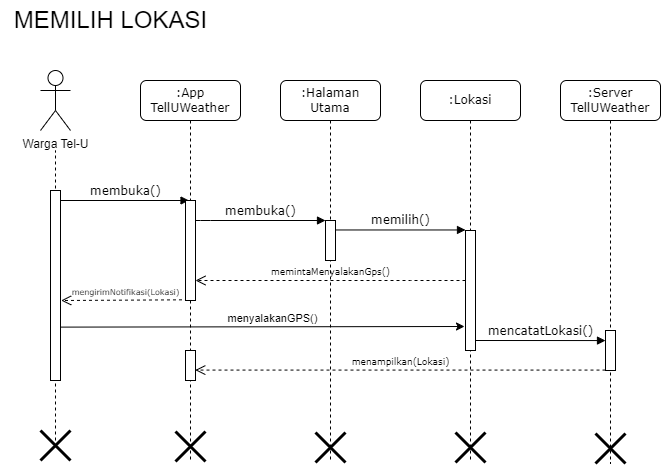 MEMILIH LOKASI
:App
TellUWeather
:Halaman
Utama
:Lokasi
:Server
TellUWeather
Warga Tel-U
membuka()
membuka()
memilih()
memintaMenyalakanGps()
mengirimNotifikasi(Lokasi)
menyalakanGPS()
mencatatLokasi()
menampilkan(Lokasi)